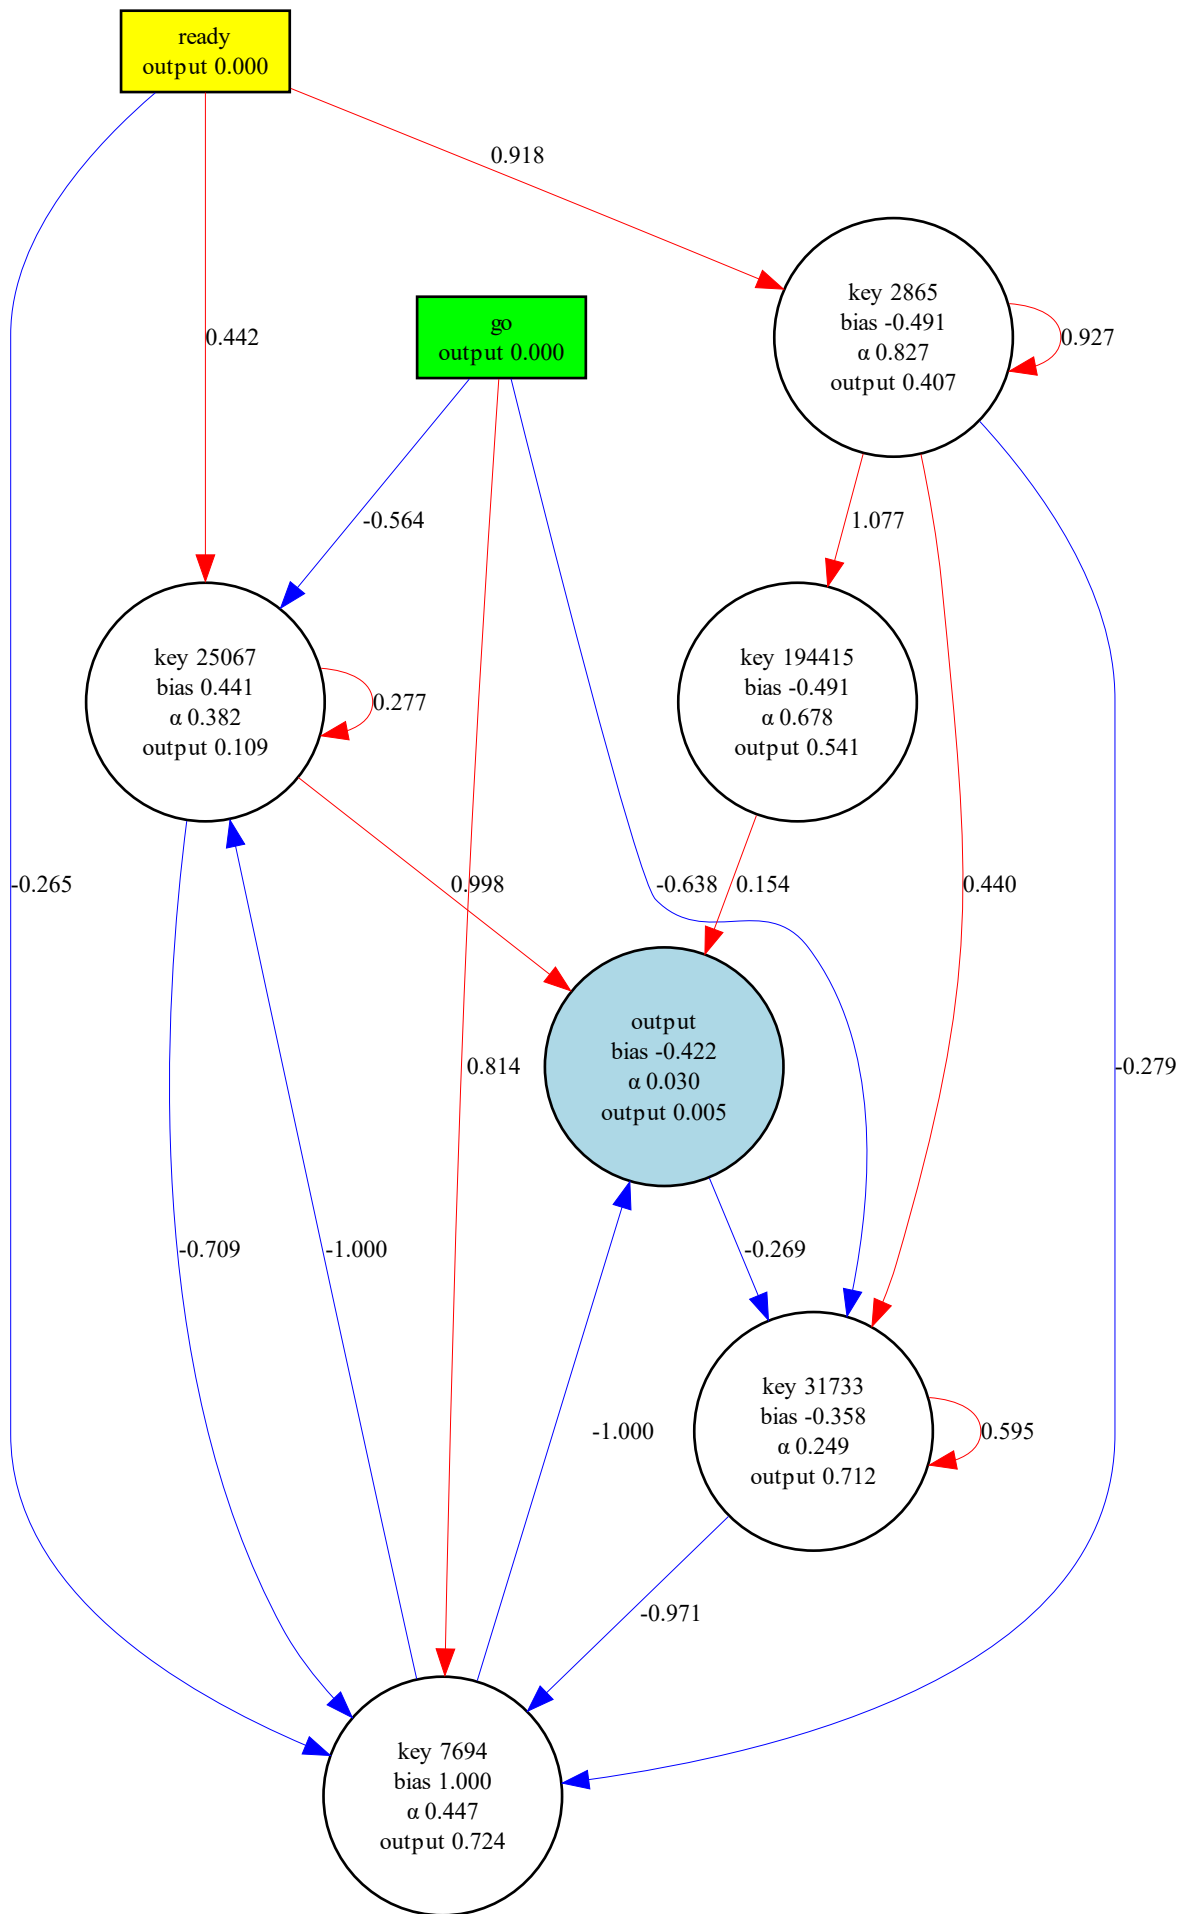 ready
output 0.000
0.918
key 2865
bias -0.491
α 0.827
output 0.407
0.927
go
output 0.000
0.442
-0.564
1.077
key 25067
bias 0.441
α 0.382
output 0.109
0.277
key 194415
bias -0.491
α 0.678
output 0.541
-0.265
0.998
-0.638
0.154
0.440
output
bias -0.422
α 0.030
output 0.005
0.814
-0.279
-0.709
-1.000
-0.269
key 31733
bias -0.358
α 0.249
output 0.712
0.595
-1.000
-0.971
key 7694
bias 1.000
α 0.447
output 0.724